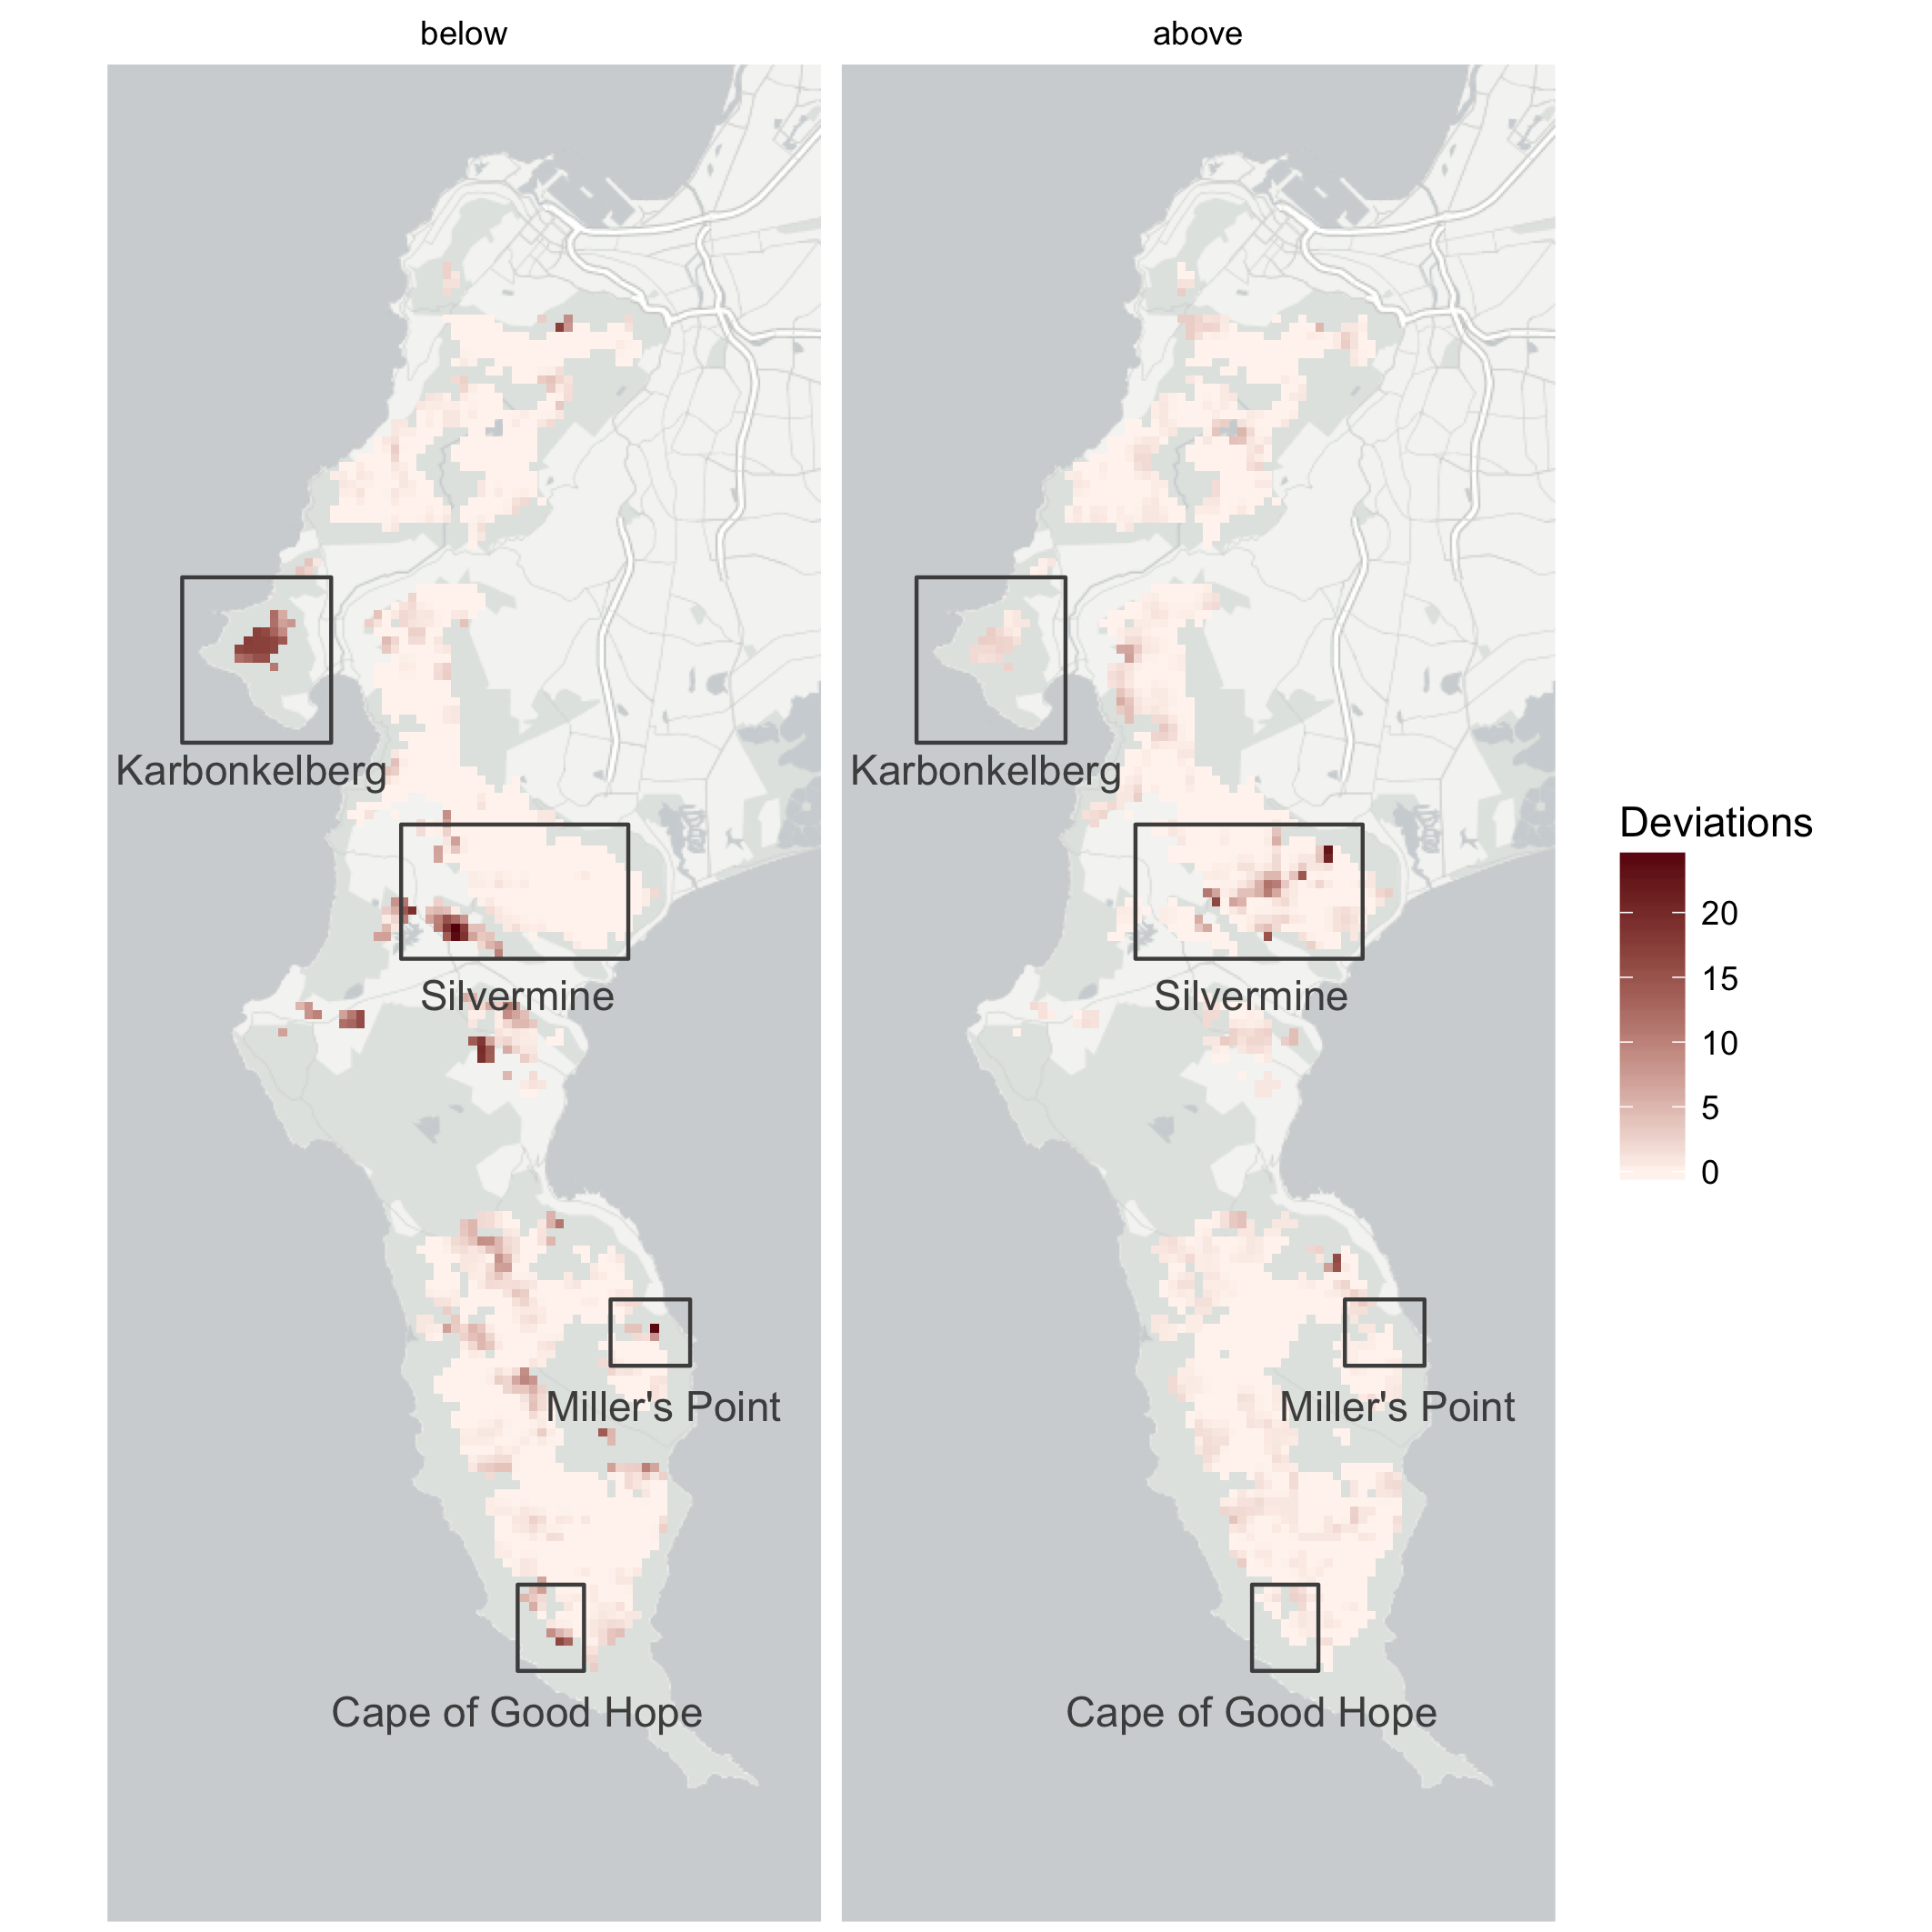 below
above
Karbonkelberg
Karbonkelberg
Deviations
20
15
10
5
0
Silvermine
Silvermine
Miller's Point
Miller's Point
Cape of Good Hope
Cape of Good Hope